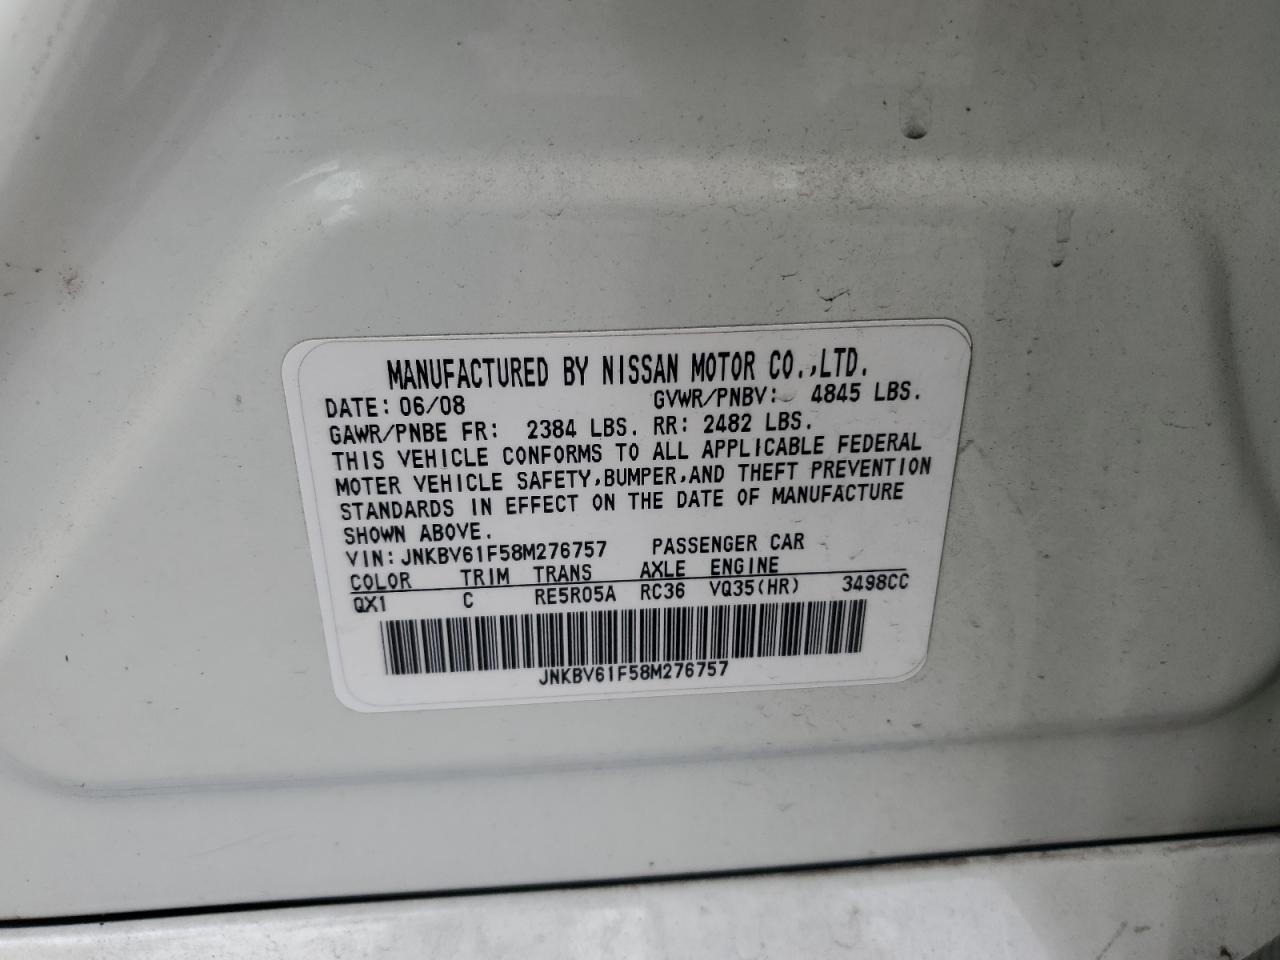 MANUFACTURED BY NISSAN MOTOR CO.,LTD.
DATE: 06/08 GVWR/PNBV: 4845 LBS.
GAWR/PNBE FR: 2384 LBS. RR: 2482 LBS.
THIS VEHICLE CONFORMS TO ALL APPLICABLE FEDERAL
MOTER VEHICLE SAFETY,BUMPER,AND THEFT PREVENTION
STANDARDS IN EFFECT ON THE DATE OF MANUFACTURE
SHOWN ABOVE.
VIN: JNKBV61F58M276757 PASSENGER CAR
COLOR TRIM TRANS AXLE ENGINE
QX1 C RE5R05A RC36 VQ35(HR) 3498CC
JNKBV61F58M276757